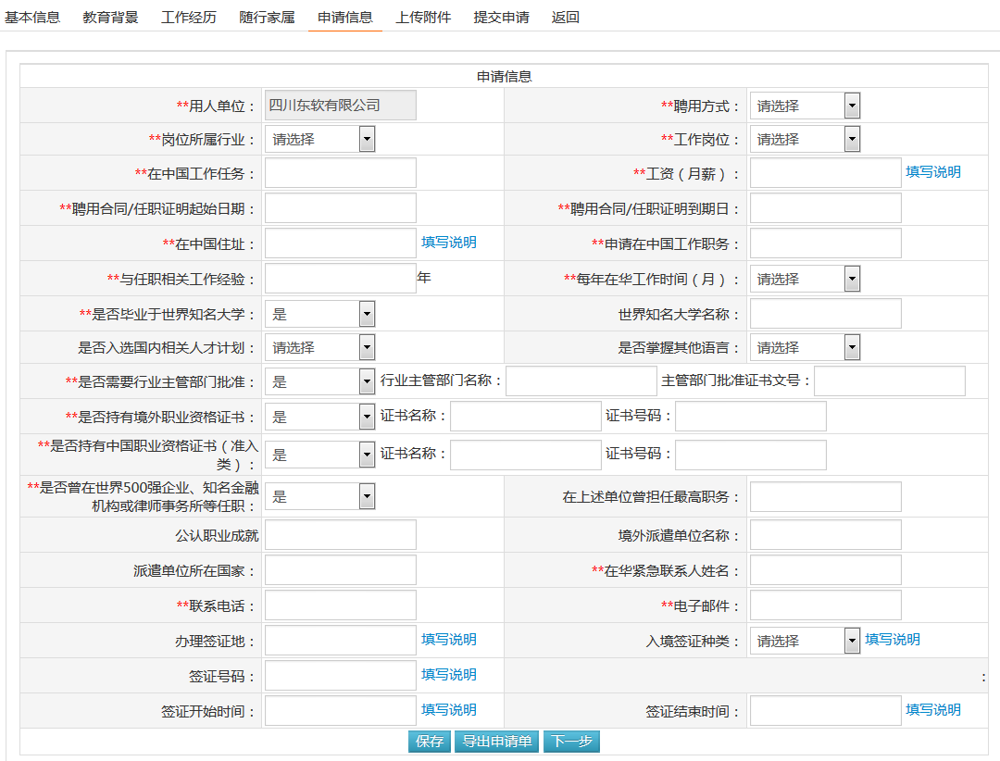 基本信息 教育背景 工作经历 随行家属 申请信息 上传附件 提交申请 返回
申请信息
**用人单位： 四川东软有限公司 **聘用方式： 请选择
**岗位所属行业： 请选择 **工作岗位： 请选择
**在中国工作任务： **工资（月薪）： 填写说明
**聘用合同/任职证明起始日期： **聘用合同/任职证明到期日：
**在中国住址： 填写说明 **申请在中国工作职务：
**与任职相关工作经验： 年 **每年在华工作时间（月）： 请选择
**是否毕业于世界知名大学： 是 世界知名大学名称：
是否入选国内相关人才计划： 请选择 是否掌握其他语言： 请选择
**是否需要行业主管部门批准： 是 行业主管部门名称： 主管部门批准证书文号：
**是否持有境外职业资格证书： 是 证书名称： 证书号码：
**是否持有中国职业资格证书（准入
类）： 是 证书名称： 证书号码：
**是否曾在世界500强企业、知名金融
机构或律师事务所等任职： 是 在上述单位曾担任最高职务：
公认职业成就 境外派遣单位名称：
派遣单位所在国家： **在华紧急联系人姓名：
**联系电话： **电子邮件：
办理签证地： 填写说明 入境签证种类： 请选择 填写说明
签证号码： 填写说明 ：
签证开始时间： 填写说明 签证结束时间： 填写说明
保存 导出申请单 下一步